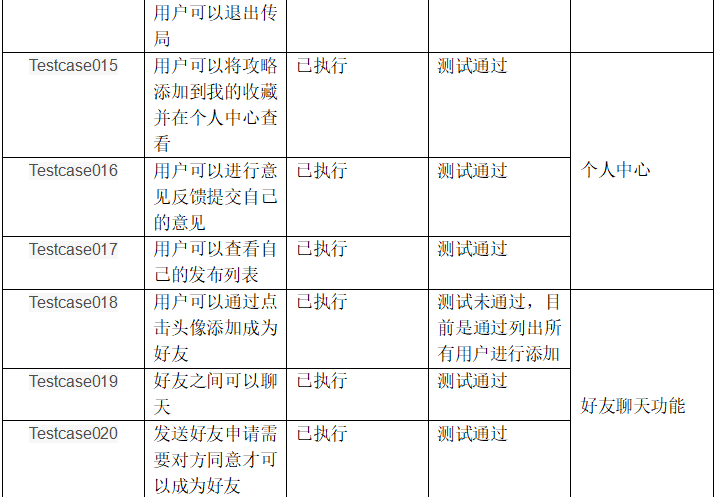 用户可以退出传
局
Testcase015
用户可以将攻略
添加到我的收藏
并在个人中心查
看
已执行
测试通过
个人中心
Testcase016
用户可以进行意
见反馈提交自己
的意见
已执行
测试通过
Testcase017
用户可以查看自
己的发布列表
已执行
测试通过
Testcase018
用户可以通过点
击头像添加成为
好友
已执行
测试未通过，目
前是通过列出所
有用户进行添加
好友聊天功能
Testcase019
好友之间可以聊
天
已执行
测试通过
Testcase020
发送好友申请需
要对方同意才可
以成为好友
已执行
测试通过